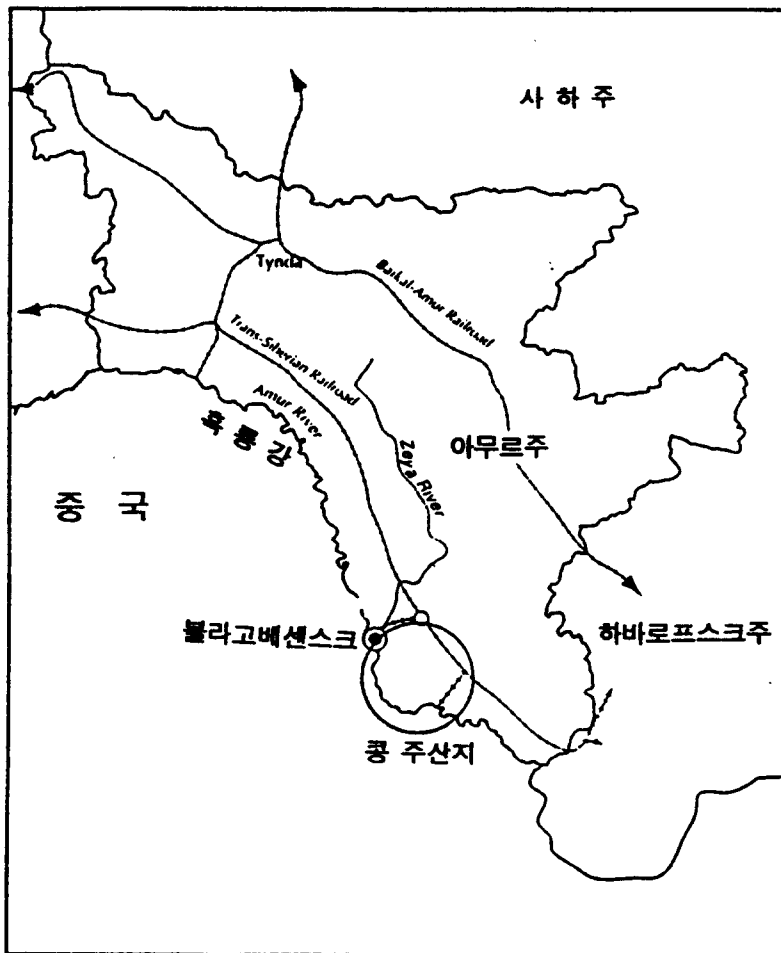 사 하 주
Tynda
Baikal-Amur Railroad
Trans-Siberian Railroad
Amur River
흑 룡 강
Zeya River
아무르주
중 국
블라고배센스크
하바로프스크주
콩 주산지